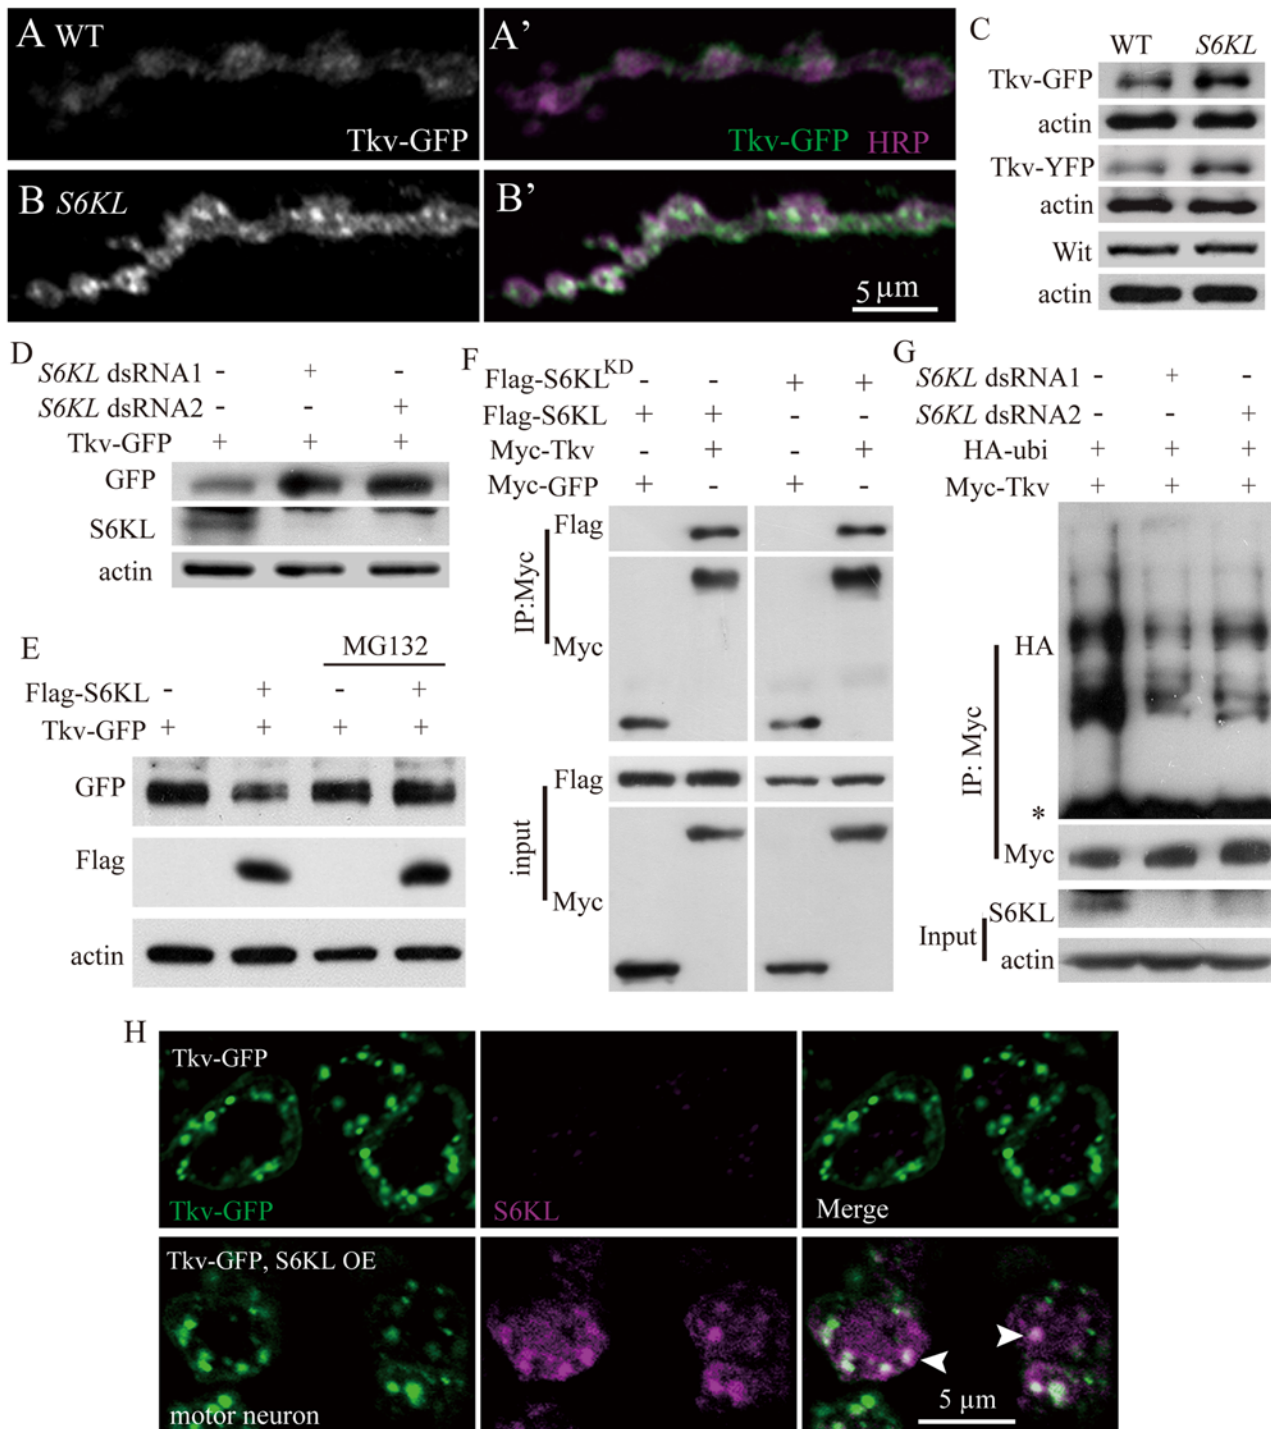 A WT
Tkv-GFP
A’
Tkv-GFP HRP
B S6KL
B’
5 µm
C
WT S6KL
Tkv-GFP
actin
Tkv-YFP
actin
Wit
actin
D
S6KL dsRNA1 - + -
S6KL dsRNA2 - - +
Tkv-GFP + + +
GFP
S6KL
actin
E
MG132
Flag-S6KL - + - +
Tkv-GFP + + + +
GFP
Flag
actin
F
Flag-S6KL^KD - - + +
Flag-S6KL + + - -
Myc-Tkv - + - +
Myc-GFP + - + -
IP:Myc
Flag
Myc
input
Flag
Myc
G
S6KL dsRNA1 - + -
S6KL dsRNA2 - - +
HA-ubi + + +
Myc-Tkv + + +
IP: Myc
HA
*
Myc
Input
S6KL
actin
H
Tkv-GFP
Tkv-GFP
S6KL
Merge
Tkv-GFP, S6KL OE
motor neuron
5 µm